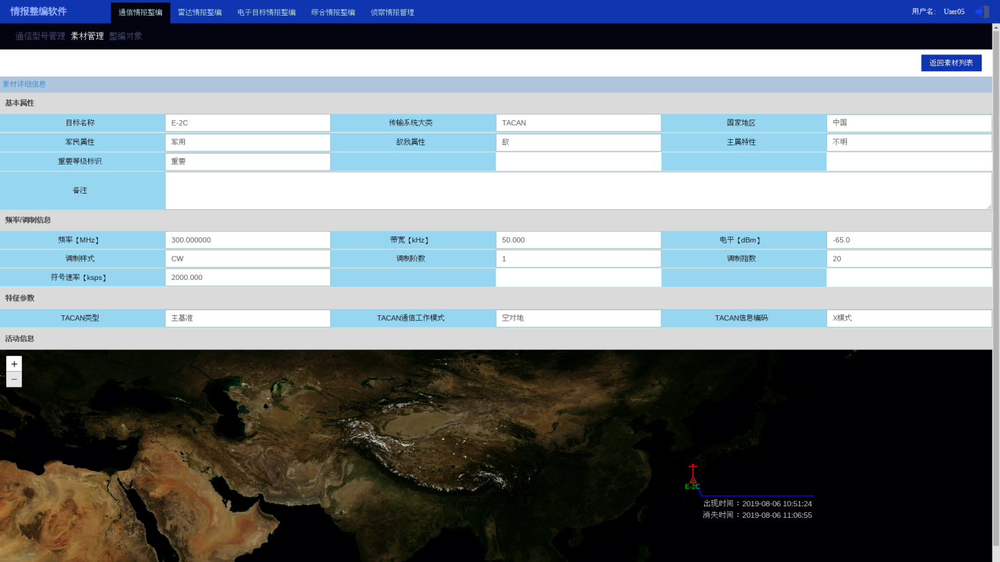 情报整编软件 通信情报整编 雷达情报整编 电子目标情报整编 综合情报整编 侦察情报管理 用户名: User05
通信型号管理 素材管理 整编对象
返回素材列表
素材详细信息
基本属性
目标名称 E-2C 传输系统大类 TACAN 国家地区 中国
军民属性 军用 敌我属性 敌 主属特性 不明
重要等级标识 重要
备注
频率/调制信息
频率【MHz】 300.000000 带宽【kHz】 50.000 电平【dBm】 -65.0
调制样式 CW 调制阶数 1 调制指数 20
符号速率【ksps】 2000.000
特征参数
TACAN类型 主基准 TACAN通信工作模式 空对地 TACAN信息编码 X模式
活动信息
+
−
E-2C
出现时间：2019-08-06 10:51:24
消失时间：2019-08-06 11:06:55